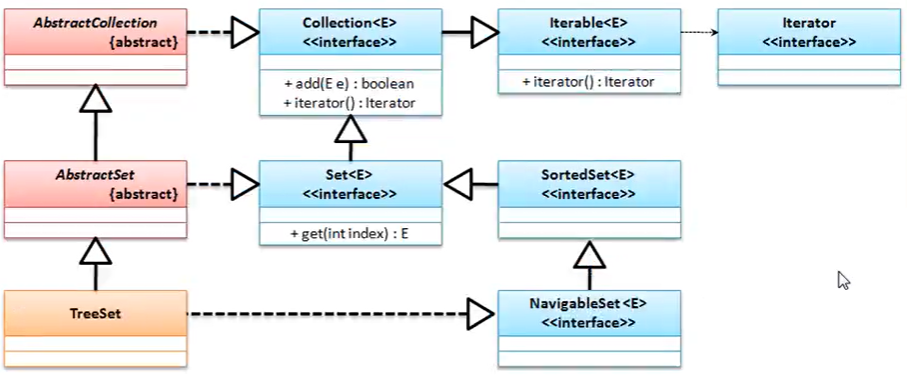 AbstractCollection
{abstract}
Collection<E>
<<interface>>
+ add(E e) : boolean
+ iterator() : Iterator
Iterable<E>
<<interface>>
+ iterator() : Iterator
Iterator
<<interface>>
AbstractSet
{abstract}
Set<E>
<<interface>>
+ get(int index) : E
SortedSet<E>
<<interface>>
TreeSet
NavigableSet<E>
<<interface>>